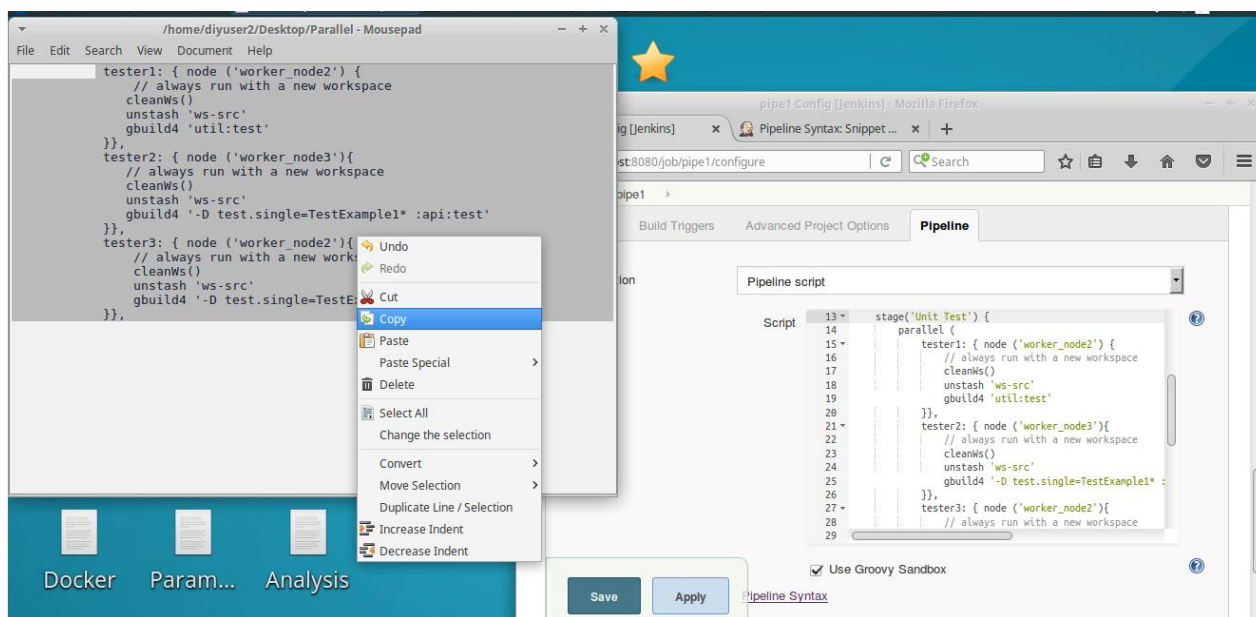 /home/diyuser2/Desktop/Parallel - Mousepad
File Edit Search View Document Help
tester1: { node ('worker_node2') {
// always run with a new workspace
cleanWs()
unstash 'ws-src'
gbuild4 'util:test'
}},
tester2: { node ('worker_node3'){
// always run with a new workspace
cleanWs()
unstash 'ws-src'
gbuild4 '-D test.single=TestExample1* :api:test'
}},
tester3: { node ('worker_node2'){
// always run with a new works
cleanWs()
unstash 'ws-src'
gbuild4 '-D test.single=TestE
}},
Undo
Redo
Cut
Copy
Paste
Paste Special
Delete
Select All
Change the selection
Convert
Move Selection
Duplicate Line / Selection
Increase Indent
Decrease Indent
Docker Param... Analysis
pipe1 Config [Jenkins] - Mozilla Firefox
ig [Jenkins] Pipeline Syntax: Snippet ...
st:8080/job/pipe1/configure Search
pipe1
Build Triggers Advanced Project Options Pipeline
ion Pipeline script
Script
13 stage('Unit Test') {
14 parallel (
15 tester1: { node ('worker_node2') {
16 // always run with a new workspace
17 cleanWs()
18 unstash 'ws-src'
19 gbuild4 'util:test'
20 }},
21 tester2: { node ('worker_node3'){
22 // always run with a new workspace
23 cleanWs()
24 unstash 'ws-src'
25 gbuild4 '-D test.single=TestExample1* :
26 }},
27 tester3: { node ('worker_node2'){
28 // always run with a new workspace
29
Use Groovy Sandbox
Save Apply Pipeline Syntax